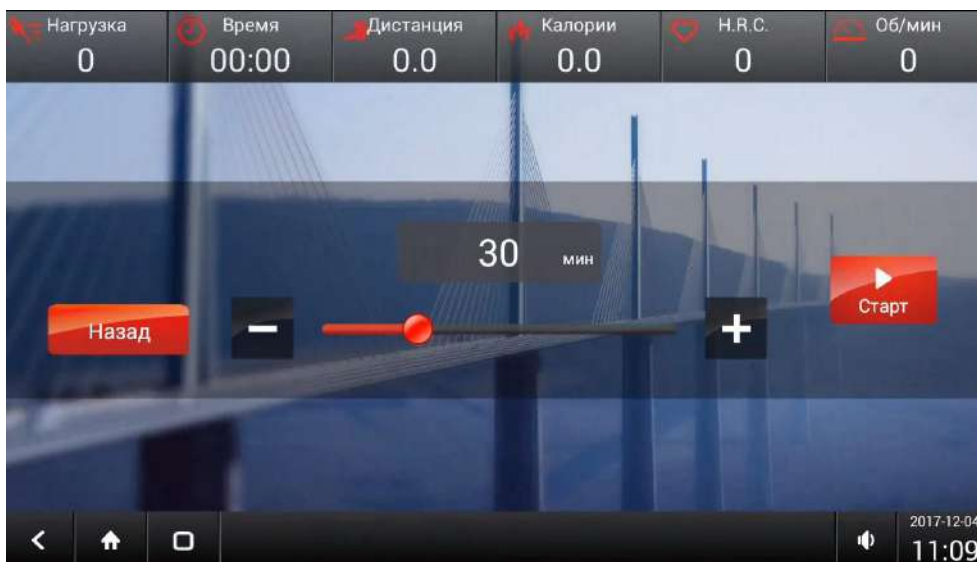 Нагрузка
0
Время
00:00
Дистанция
0.0
Калории
0.0
H.R.C.
0
Об/мин
0
30 мин
Старт
Назад
2017-12-04
11:09